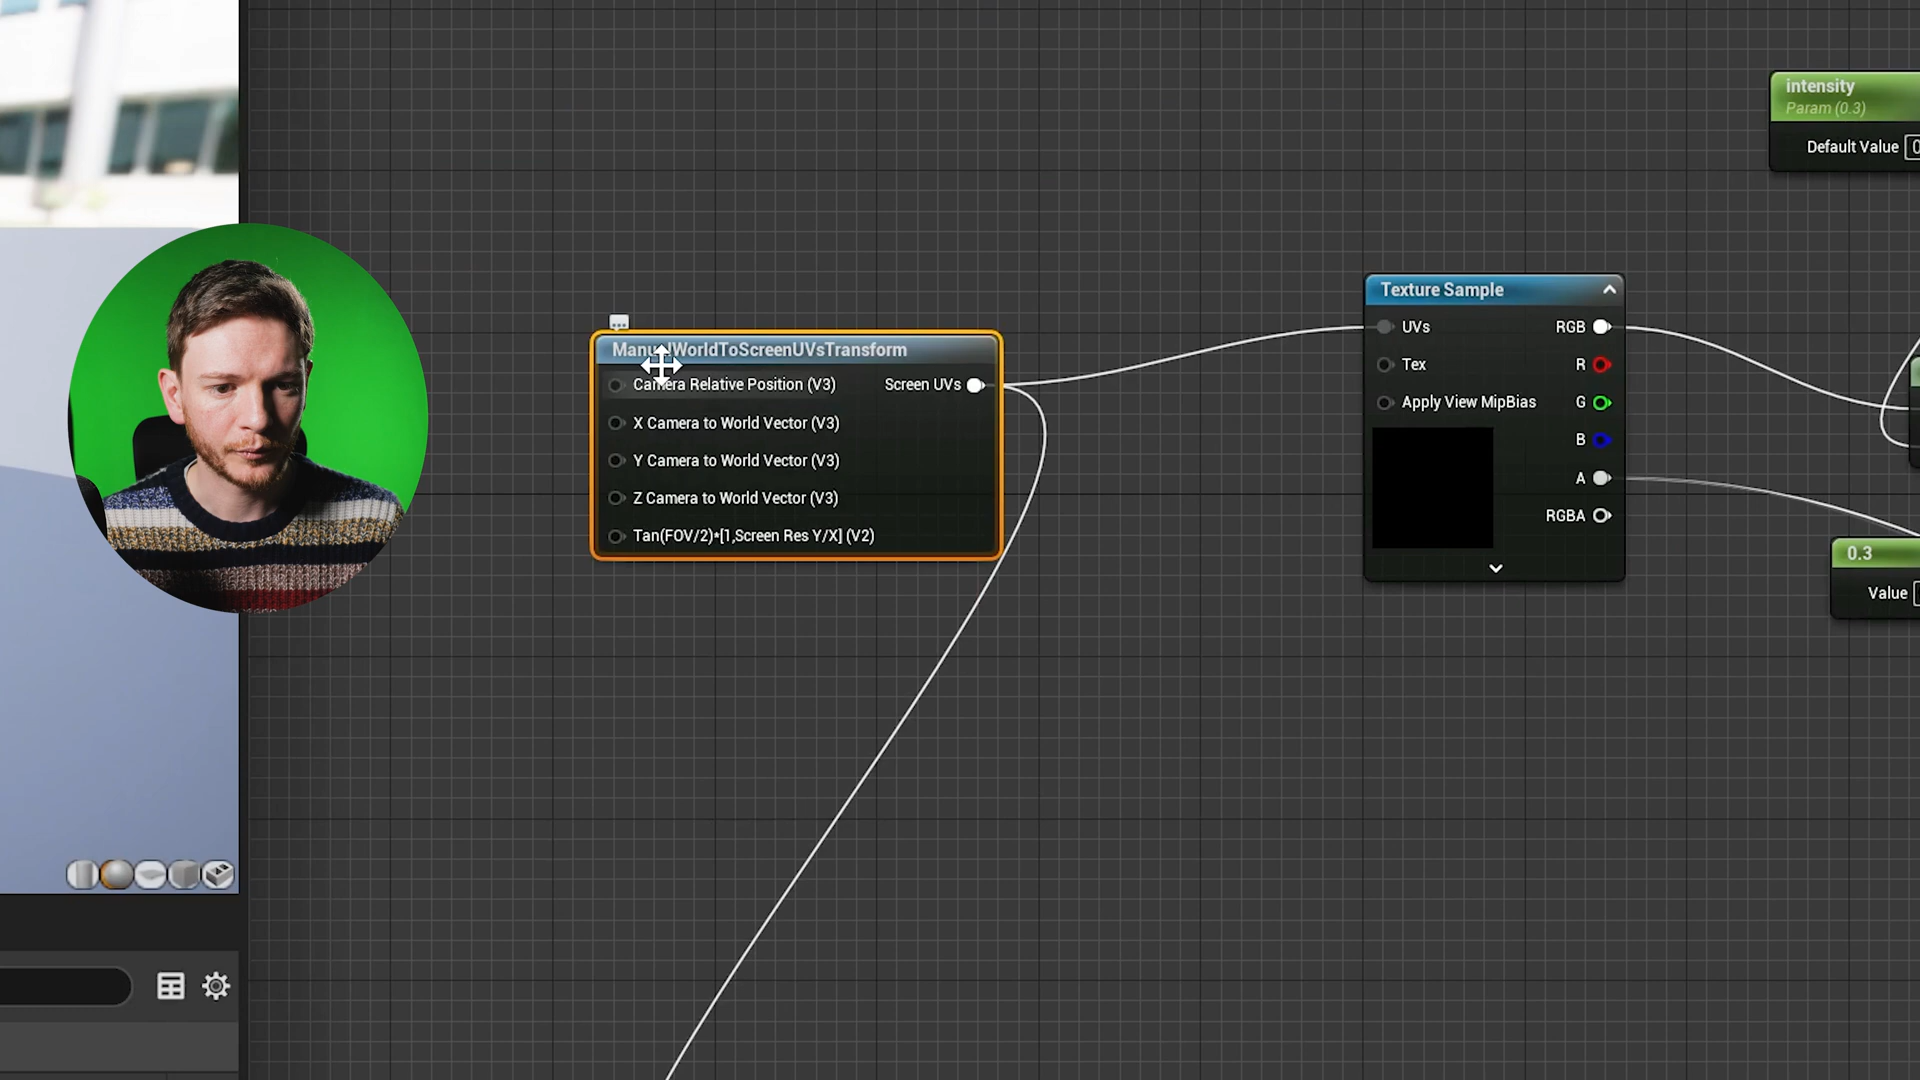 intensity
Param (0.3)
Default Value 0
Texture Sample
UVs
RGB
Tex
R
Apply View MipBias
G
B
A
RGBA
Camera Relative Position (V3)
Screen UVs
X Camera to World Vector (V3)
Y Camera to World Vector (V3)
Z Camera to World Vector (V3)
Tan(FOV/2)*[1,Screen Res Y/X] (V2)
0.3
Value